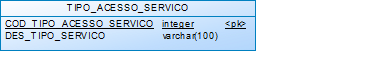 TIPO_ACESSO_SERVICO
COD_TIPO_ACESSO_SERVICO integer <pk>
DES_TIPO_SERVICO varchar(100)